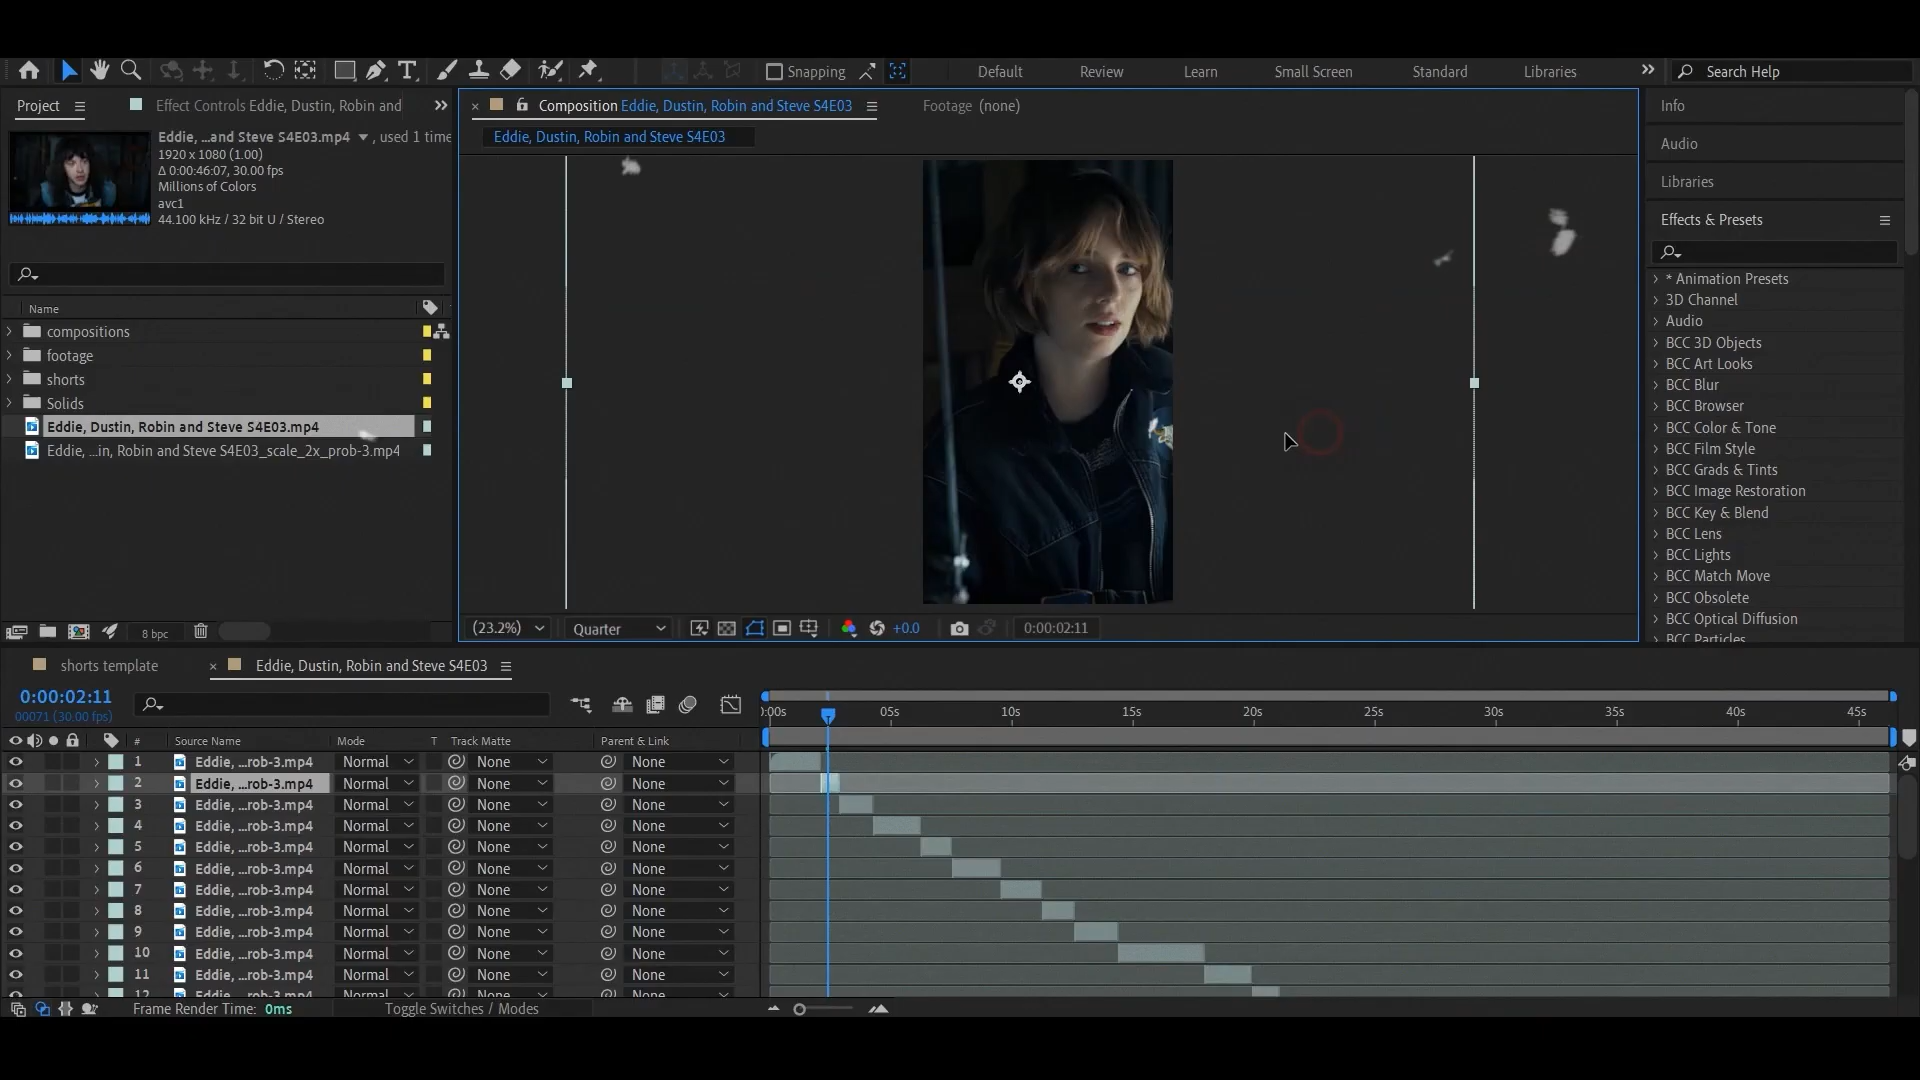 Snapping
Default
Review
Learn
Small Screen
Standard
Libraries
Search Help
Project
Effect Controls Eddie, Dustin, Robin and
Composition Eddie, Dustin, Robin and Steve S4E03
Footage (none)
Info
Eddie, ...and Steve S4E03.mp4 , used 1 time
Eddie, Dustin, Robin and Steve S4E03
1920 x 1080 (1.00)
Δ 0:00:46:07, 30.00 fps
Millions of Colors
avc1
44.100 kHz / 32 bit U / Stereo
Audio
Libraries
Effects & Presets
Name
compositions
footage
shorts
Solids
Eddie, Dustin, Robin and Steve S4E03.mp4
Eddie, ...in, Robin and Steve S4E03_scale_2x_prob-3.mp4
* Animation Presets
3D Channel
Audio
BCC 3D Objects
BCC Art Looks
BCC Blur
BCC Browser
BCC Color & Tone
BCC Film Style
BCC Grads & Tints
BCC Image Restoration
BCC Key & Blend
BCC Lens
BCC Lights
BCC Match Move
BCC Obsolete
BCC Optical Diffusion
BCC Particles
8 bpc
(23.2%)
Quarter
+0.0
0:00:02:11
shorts template
Eddie, Dustin, Robin and Steve S4E03
0:00:02:11
00071 (30.00 fps)
):00s 05s 10s 15s 20s 25s 30s 35s 40s 45s
# Source Name Mode T Track Matte Parent & Link
1 Eddie, ...rob-3.mp4 Normal None None
2 Eddie, ...rob-3.mp4 Normal None None
3 Eddie, ...rob-3.mp4 Normal None None
4 Eddie, ...rob-3.mp4 Normal None None
5 Eddie, ...rob-3.mp4 Normal None None
6 Eddie, ...rob-3.mp4 Normal None None
7 Eddie, ...rob-3.mp4 Normal None None
8 Eddie, ...rob-3.mp4 Normal None None
9 Eddie, ...rob-3.mp4 Normal None None
10 Eddie, ...rob-3.mp4 Normal None None
11 Eddie, ...rob-3.mp4 Normal None None
12 Eddie, ...rob-3.mp4 Normal None None
Frame Render Time: 0ms
Toggle Switches / Modes